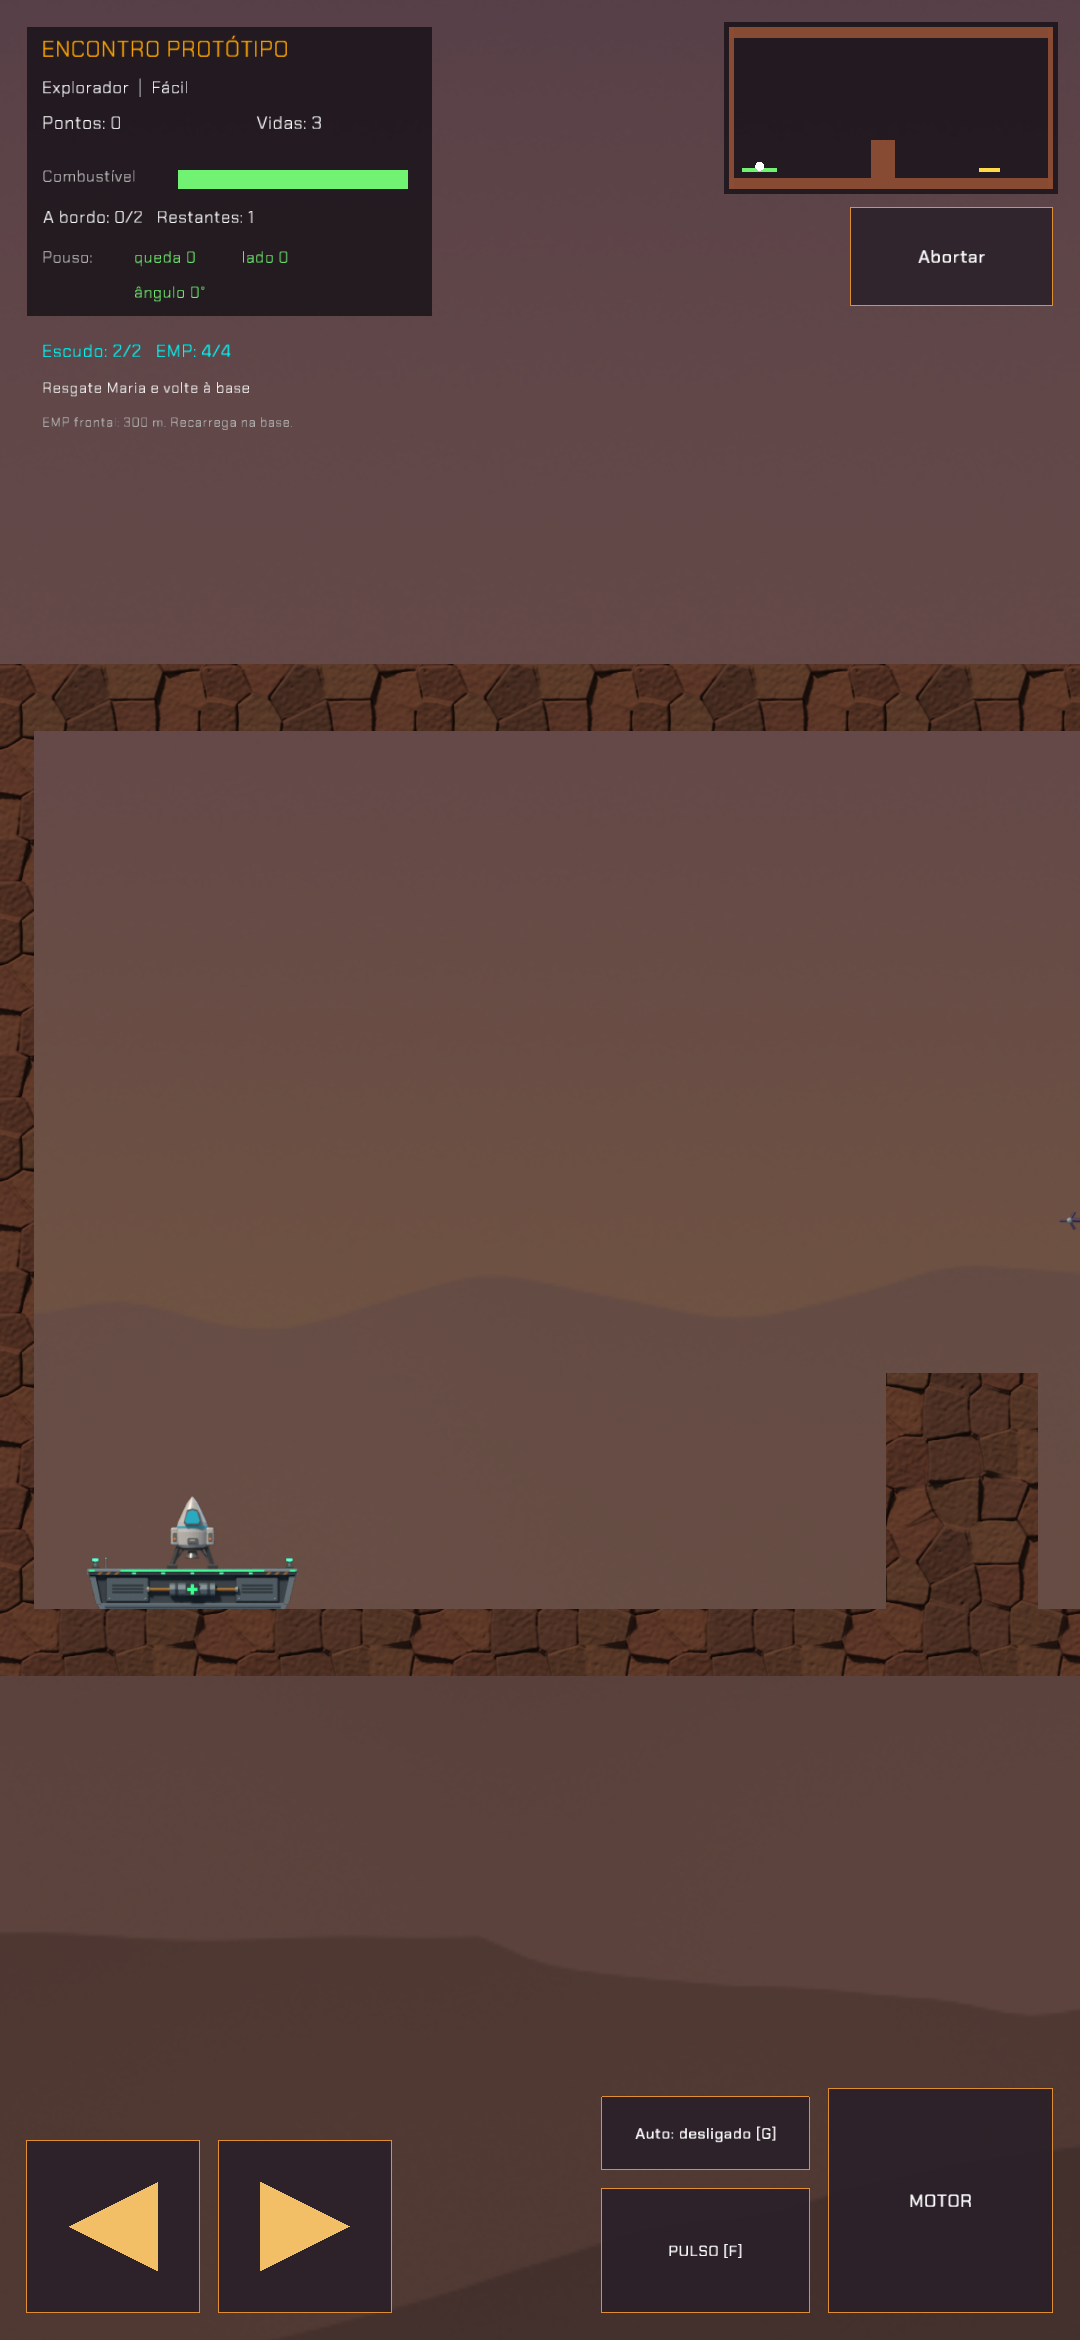 ENCONTRO PROTÓTIPO
Explorador | Fácil
Pontos: 0 Vidas: 3
Combustível
A bordo: 0/2 Restantes: 1
Pouso: queda 0 lado 0
ângulo 0°
Escudo: 2/2 EMP: 4/4
Resgate Maria e volte à base
EMP frontal: 300 m. Recarrega na base.
Abortar
Auto: desligado [G]
MOTOR
PULSO [F]